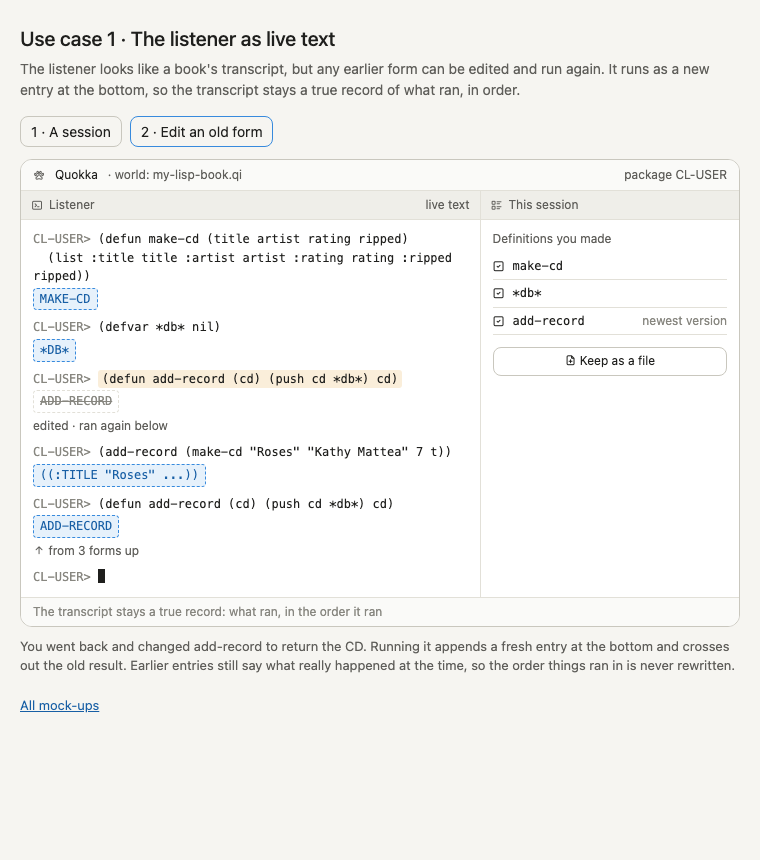 Use case 1 · The listener as live text
The listener looks like a book's transcript, but any earlier form can be edited and run again. It runs as a new
entry at the bottom, so the transcript stays a true record of what ran, in order.
1 · A session
2 · Edit an old form
Quokka · world: my-lisp-book.qi
package CL-USER
Listener
live text
This session
CL-USER> (defun make-cd (title artist rating ripped)
(list :title title :artist artist :rating rating :ripped
ripped))
MAKE-CD
CL-USER> (defvar *db* nil)
*DB*
CL-USER> (defun add-record (cd) (push cd *db*) cd)
ADD-RECORD
edited · ran again below
CL-USER> (add-record (make-cd "Roses" "Kathy Mattea" 7 t))
((:TITLE "Roses" ...))
CL-USER> (defun add-record (cd) (push cd *db*) cd)
ADD-RECORD
↑ from 3 forms up
CL-USER>
Definitions you made
make-cd
*db*
add-record
newest version
Keep as a file
The transcript stays a true record: what ran, in the order it ran
You went back and changed add-record to return the CD. Running it appends a fresh entry at the bottom and crosses
out the old result. Earlier entries still say what really happened at the time, so the order things ran in is never rewritten.
All mock-ups